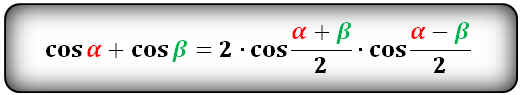 cos α + cos β = 2 · cos (α + β)/2 · cos (α − β)/2